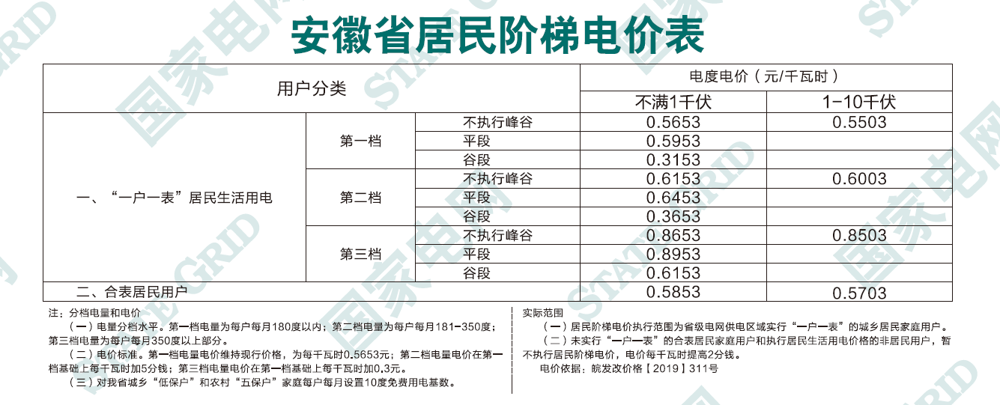 安徽省居民阶梯电价表
用户分类
电度电价（元/千瓦时）
不满1千伏
1-10千伏
一、“一户一表”居民生活用电
第一档
不执行峰谷
0.5653
0.5503
平段
0.5953
谷段
0.3153
第二档
不执行峰谷
0.6153
0.6003
平段
0.6453
谷段
0.3653
第三档
不执行峰谷
0.8653
0.8503
平段
0.8953
谷段
0.6153
二、合表居民用户
0.5853
0.5703
注：分档电量和电价
（一）电量分档水平。第一档电量为每户每月180度以内；第二档电量为每户每月181-350度；
第三档电量为每户每月350度以上部分。
（二）电价标准。第一档电量电价维持现行价格，为每千瓦时0.5653元；第二档电量电价在第一
档基础上每千瓦时加5分钱；第三档电量电价在第一档基础上每千瓦时加0.3元。
（三）对我省城乡“低保户”和农村“五保户”家庭每户每月设置10度免费用电基数。
实际范围
（一）居民阶梯电价执行范围为省级电网供电区域实行“一户一表”的城乡居民家庭用户。
（二）未实行“一户一表”的合表居民家庭用户和执行居民生活用电价格的非居民用户，暂
不执行居民阶梯电价，电价每千瓦时提高2分钱。
电价依据：皖发改价格【2019】311号
国家电网
STATE GRID
国家电网
STATE GRID
国家电网
STATE GRID